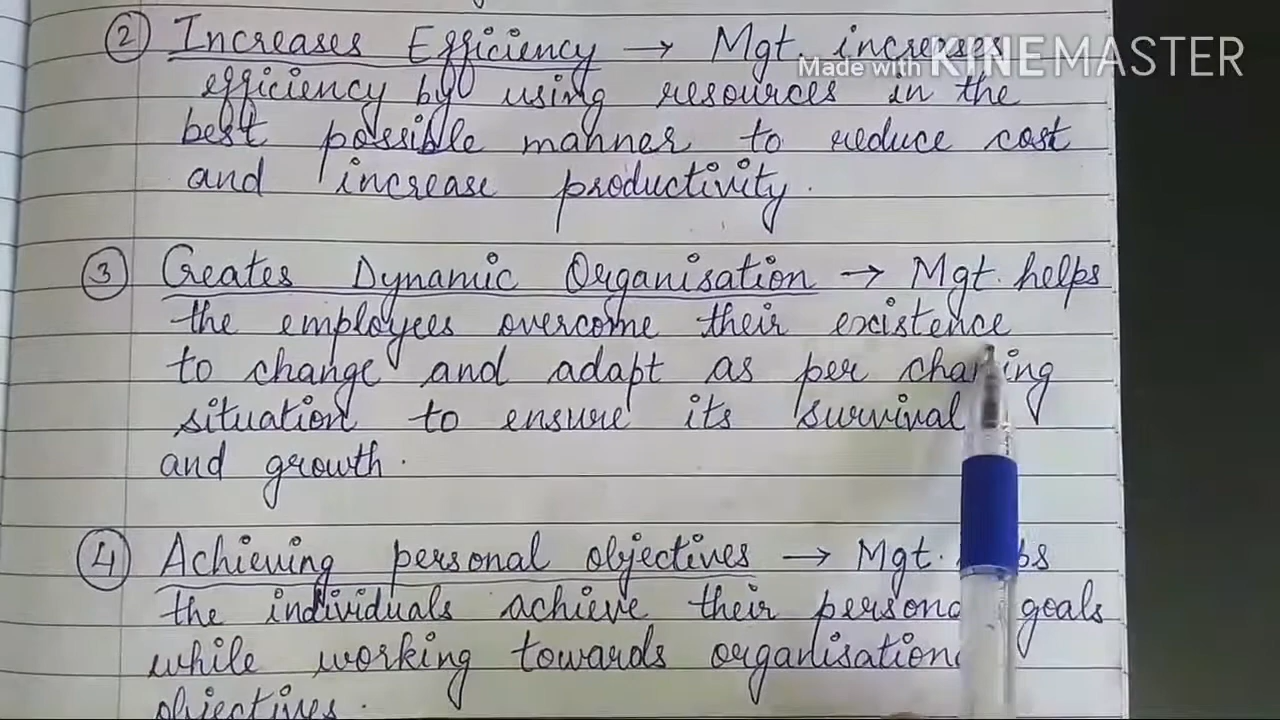 ② Increases Efficiency → Mgt. increases
Made with KINEMASTER
efficiency by using resources in the
best possible manner to reduce cost
and increase productivity.
③ Creates Dynamic Organisation → Mgt. helps
the employees overcome their existence
to change and adapt as per changing
situation to ensure its survival
and growth.
④ Achieving personal objectives → Mgt.
the individuals achieve their goals
while working towards
objectives.